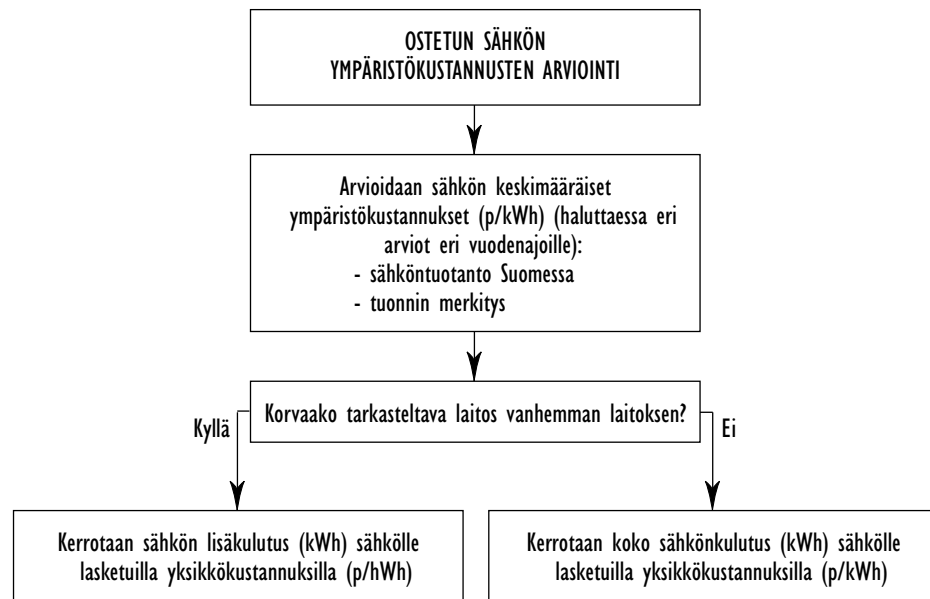 OSTETUN SÄHKÖN
YMPÄRISTÖKUSTANNUSTEN ARVIOINTI
Arvioidaan sähkön keskimääräiset
ympäristökustannukset (p/kWh) (haluttaessa eri
arviot eri vuodenajoille):
- sähköntuotanto Suomessa
- tuonnin merkitys
Korvaako tarkasteltava laitos vanhemman laitoksen?
Kyllä
Ei
Kerrotaan sähkön lisäkulutus (kWh) sähkölle
lasketuilla yksikkökustannuksilla (p/hWh)
Kerrotaan koko sähkönkulutus (kWh) sähkölle
lasketuilla yksikkökustannuksilla (p/kWh)